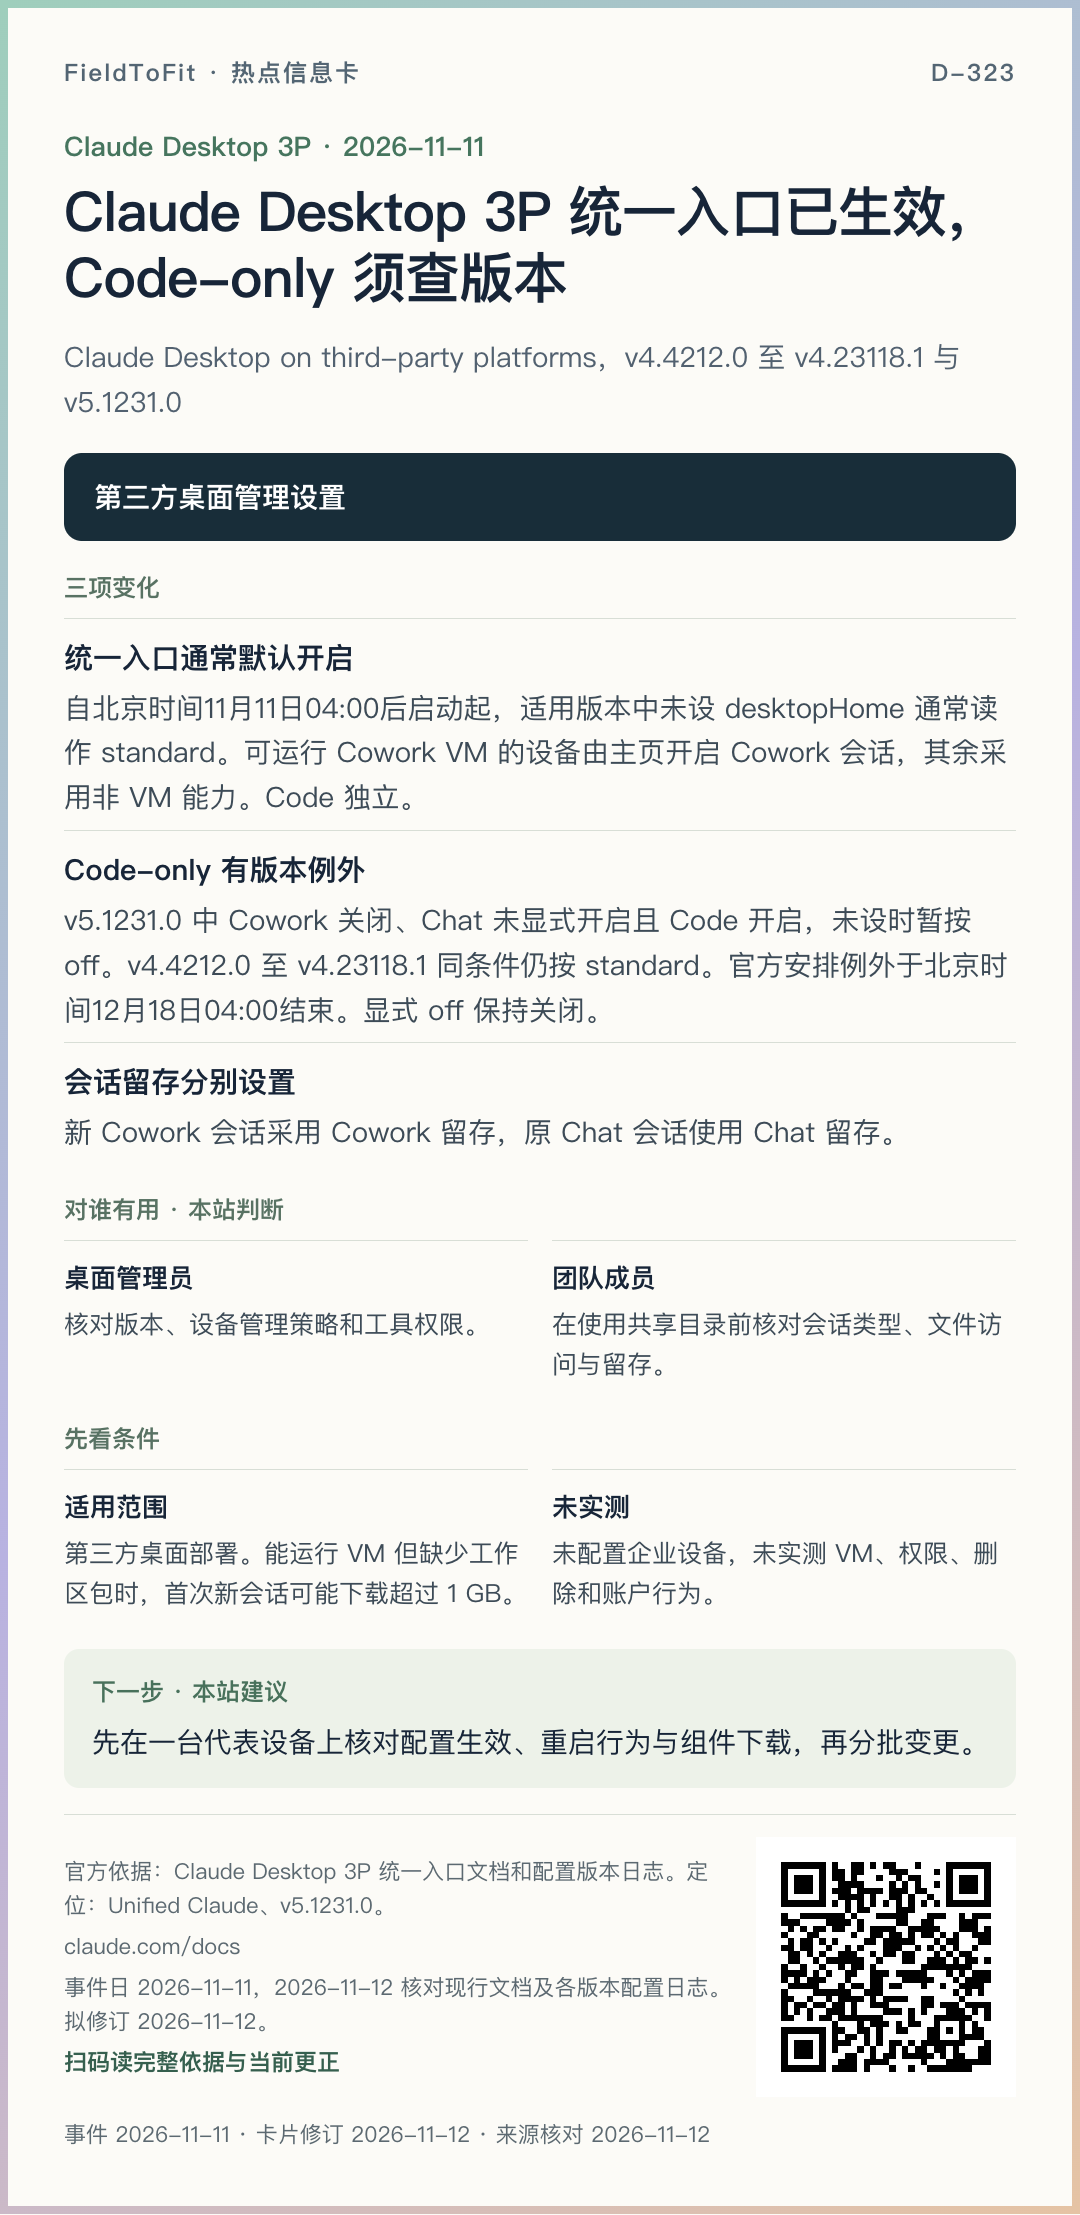 FieldToFit · 热点信息卡
D-323
Claude Desktop 3P · 2026-11-11
Claude Desktop 3P 统一入口已生效，
Code-only 须查版本
Claude Desktop on third-party platforms，v4.4212.0 至 v4.23118.1 与
v5.1231.0
第三方桌面管理设置
三项变化
统一入口通常默认开启
自北京时间11月11日04:00后启动起，适用版本中未设 desktopHome 通常读
作 standard。可运行 Cowork VM 的设备由主页开启 Cowork 会话，其余采
用非 VM 能力。Code 独立。
Code-only 有版本例外
v5.1231.0 中 Cowork 关闭、Chat 未显式开启且 Code 开启，未设时暂按
off。v4.4212.0 至 v4.23118.1 同条件仍按 standard。官方安排例外于北京时
间12月18日04:00结束。显式 off 保持关闭。
会话留存分别设置
新 Cowork 会话采用 Cowork 留存，原 Chat 会话使用 Chat 留存。
对谁有用 · 本站判断
桌面管理员
核对版本、设备管理策略和工具权限。
团队成员
在使用共享目录前核对会话类型、文件访
问与留存。
先看条件
适用范围
第三方桌面部署。能运行 VM 但缺少工作
区包时，首次新会话可能下载超过 1 GB。
未实测
未配置企业设备，未实测 VM、权限、删
除和账户行为。
下一步 · 本站建议
先在一台代表设备上核对配置生效、重启行为与组件下载，再分批变更。
官方依据：Claude Desktop 3P 统一入口文档和配置版本日志。定
位：Unified Claude、v5.1231.0。
claude.com/docs
事件日 2026-11-11，2026-11-12 核对现行文档及各版本配置日志。
拟修订 2026-11-12。
扫码读完整依据与当前更正
事件 2026-11-11 · 卡片修订 2026-11-12 · 来源核对 2026-11-12